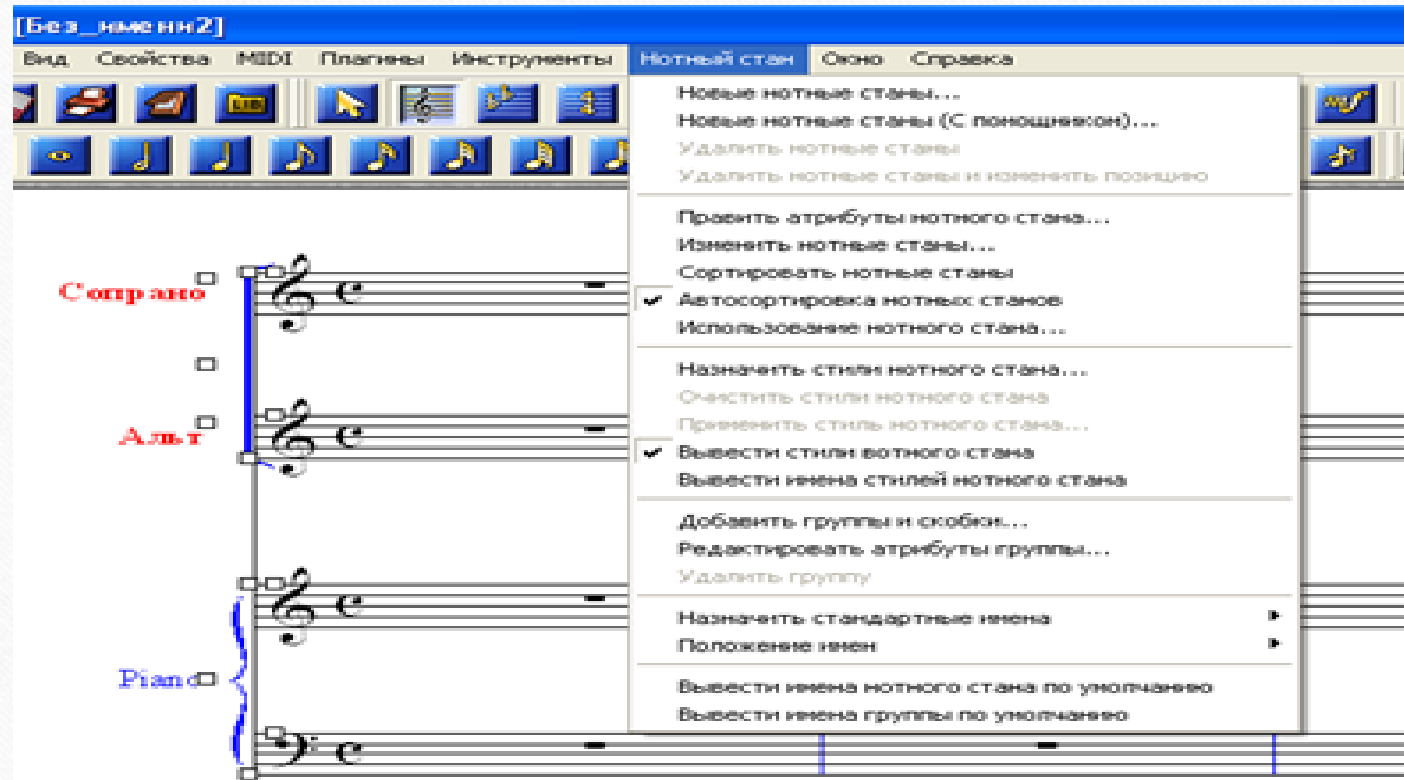 [Без_имени2]
Вид Свойства MIDI Плагины Инструменты Нотный стан Окно Справка
Новые нотные станы...
Новые нотные станы (С помощником)...
Удалить нотные станы
Удалить нотные станы и изменить позицию
Править атрибуты нотного стана...
Изменить нотные станы...
Сортировать нотные станы
Автосортировка нотных станов
Использование нотного стана...
Назначить стили нотного стана...
Очистить стили нотного стана
Применить стиль нотного стана...
Вывести стили вотного стана
Вывести имена стилей нотного стана
Добавить группы и скобки...
Редактировать атрибуты группы...
Удалить группу
Назначить стандартные имена
Положение имен
Вывести имена нотного стана по умолчанию
Вывести имена группы по умолчанию
Сопрано
Альт
Piano